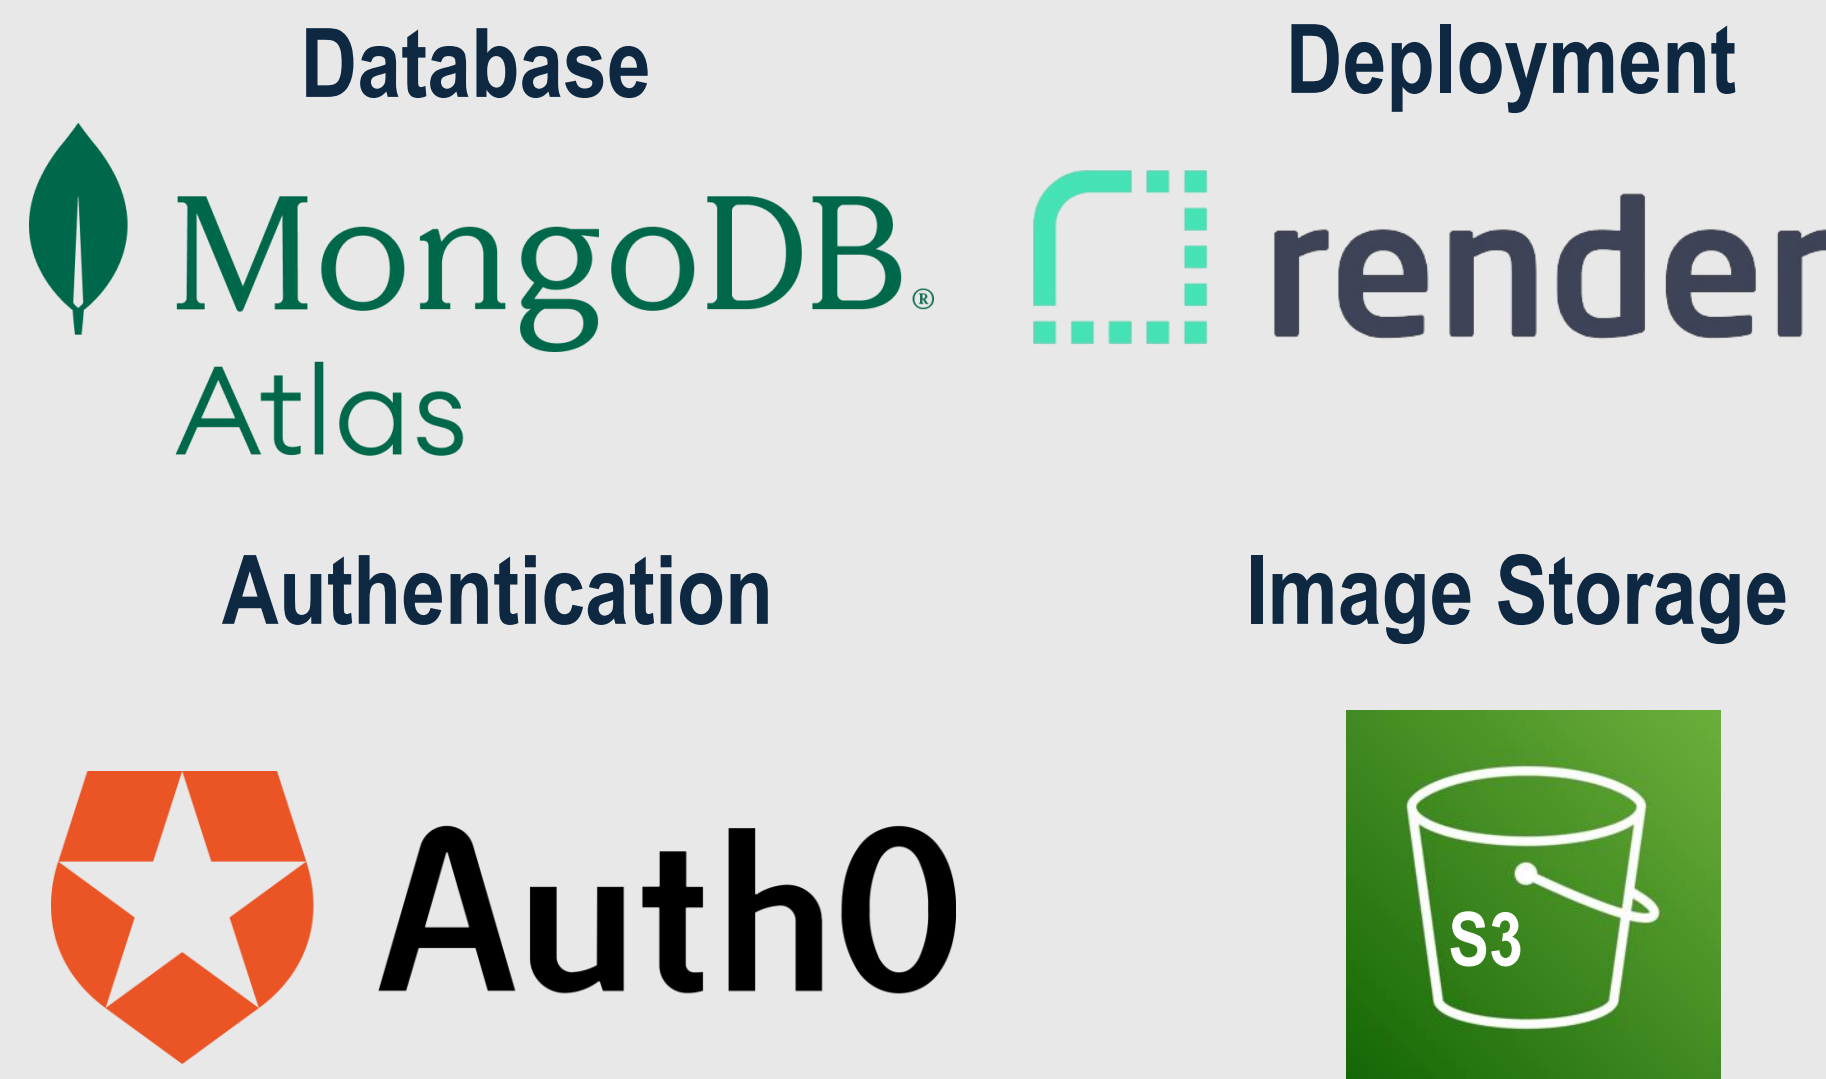 Database
Deployment
MongoDB®
Atlas
render
Authentication
Image Storage
Auth0
S3